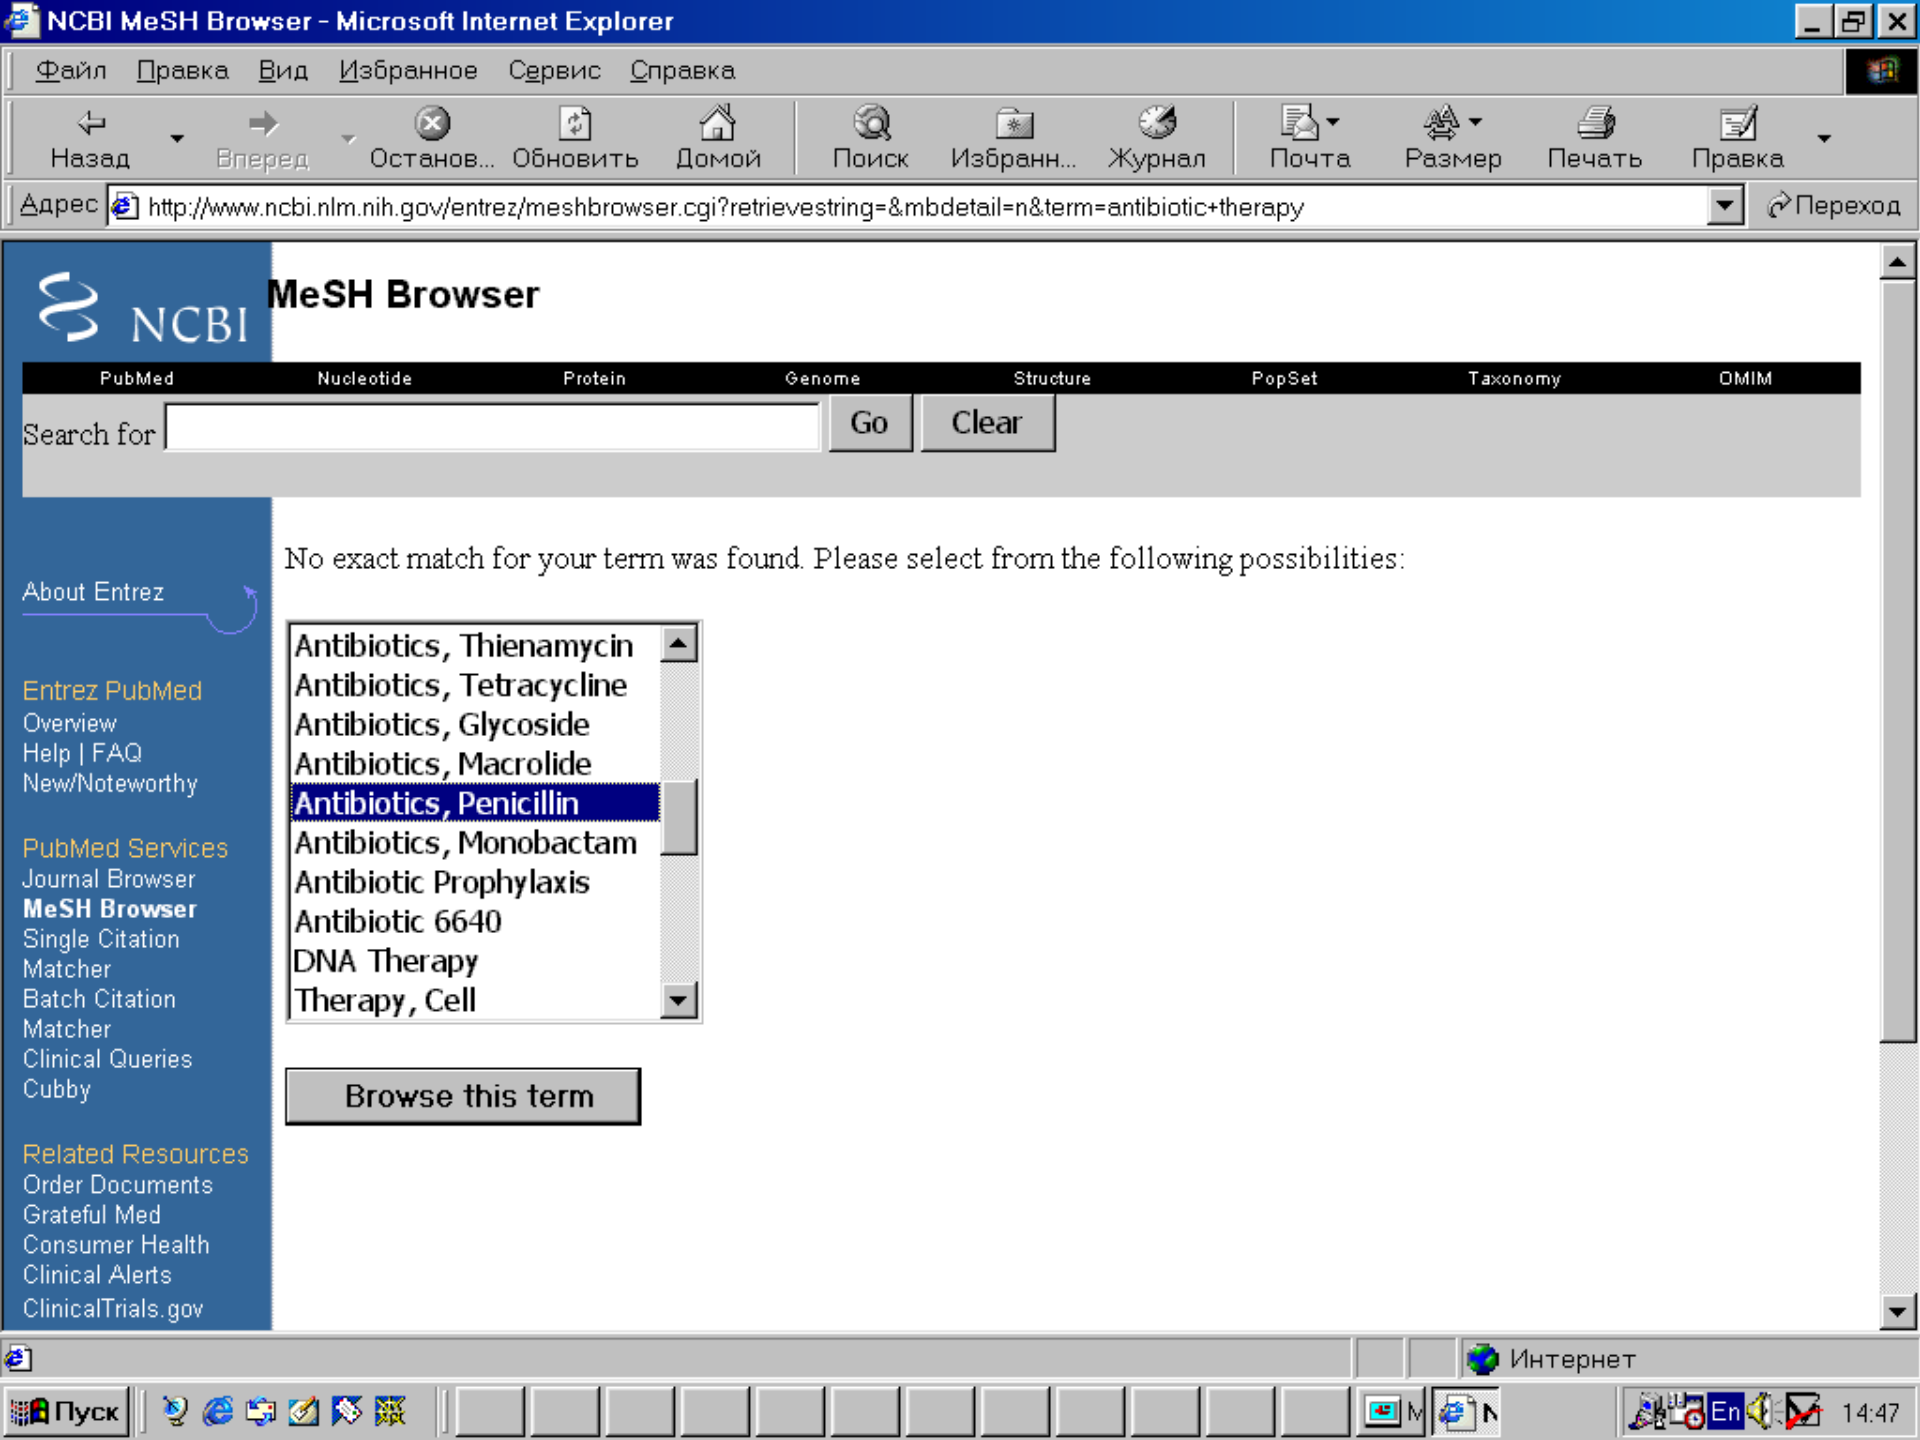 NCBI MeSH Browser - Microsoft Internet Explorer
Файл Правка Вид Избранное Сервис Справка
Назад Вперед Останов... Обновить Домой Поиск Избранн... Журнал Почта Размер Печать Правка
Адрес http://www.ncbi.nlm.nih.gov/entrez/meshbrowser.cgi?retrievestring=&mbdetail=n&term=antibiotic+therapy Переход
NCBI
MeSH Browser
PubMed Nucleotide Protein Genome Structure PopSet Taxonomy OMIM
Search for Go Clear
No exact match for your term was found. Please select from the following possibilities:
About Entrez
Entrez PubMed
Overview
Help | FAQ
New/Noteworthy
PubMed Services
Journal Browser
MeSH Browser
Single Citation
Matcher
Batch Citation
Matcher
Clinical Queries
Cubby
Related Resources
Order Documents
Grateful Med
Consumer Health
Clinical Alerts
ClinicalTrials.gov
Antibiotics, Thienamycin
Antibiotics, Tetracycline
Antibiotics, Glycoside
Antibiotics, Macrolide
Antibiotics, Penicillin
Antibiotics, Monobactam
Antibiotic Prophylaxis
Antibiotic 6640
DNA Therapy
Therapy, Cell
Browse this term
Интернет
Пуск M N En 14:47